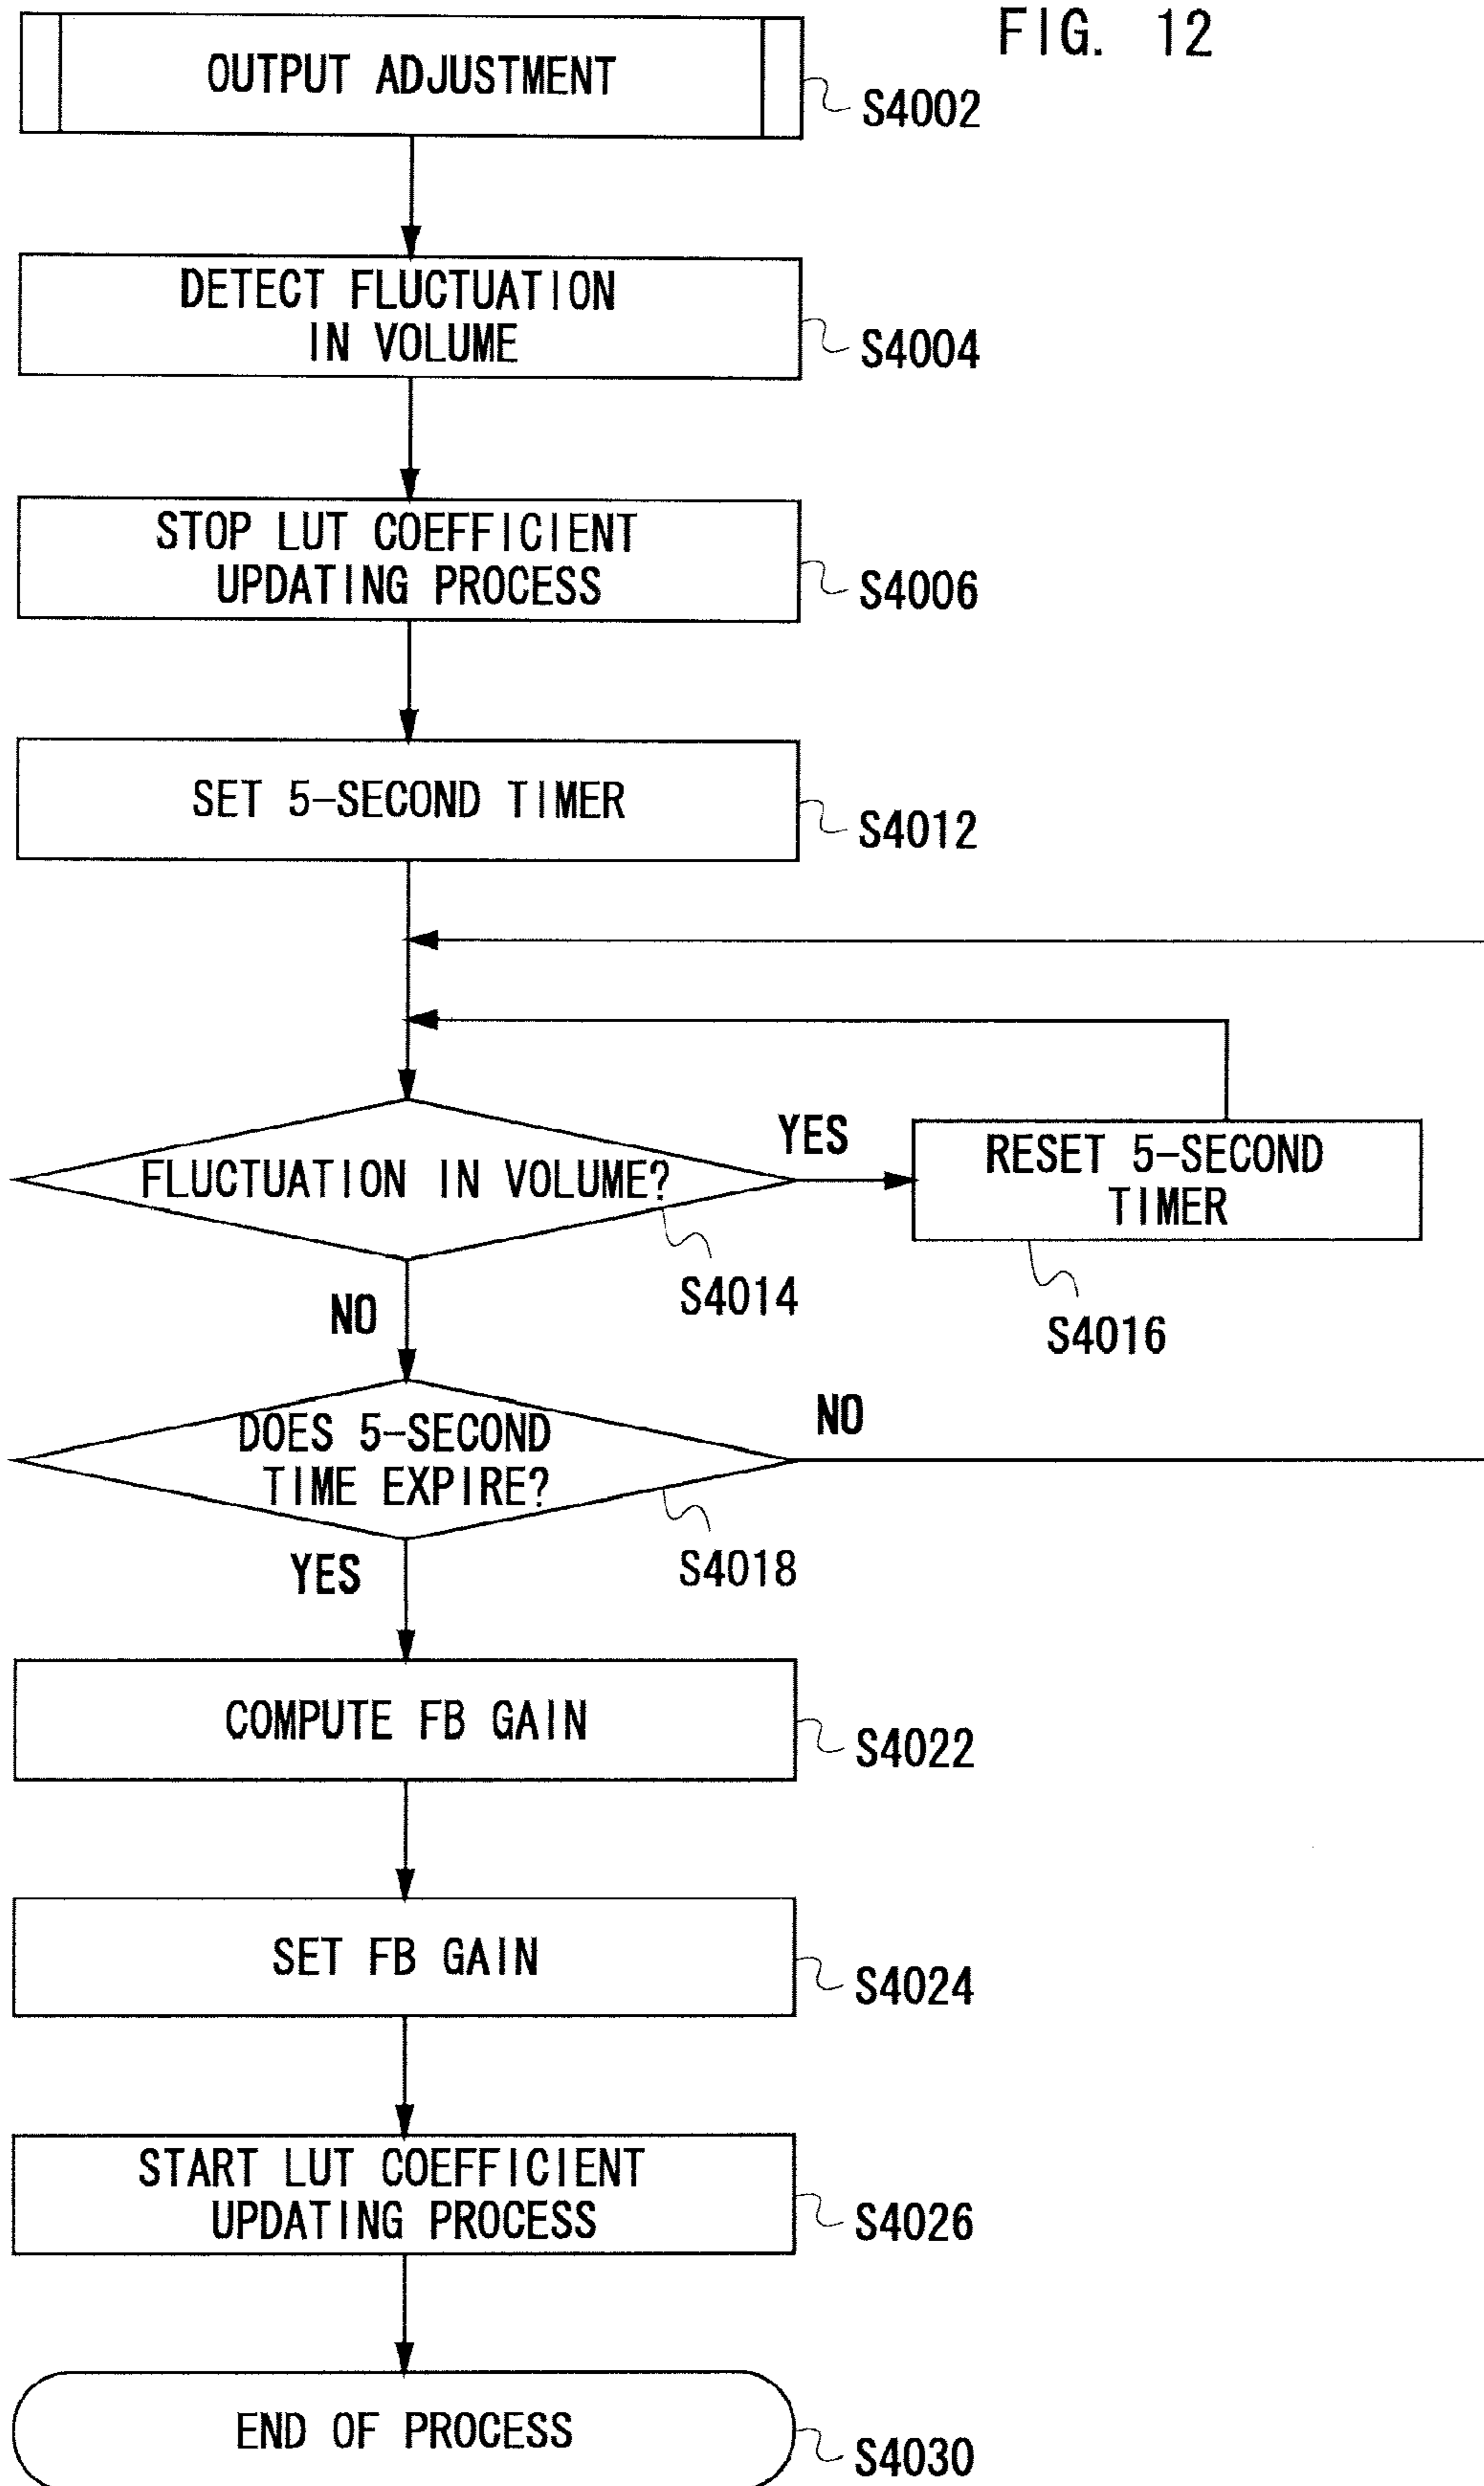 FIG. 12
OUTPUT ADJUSTMENT
S4002
DETECT FLUCTUATION
IN VOLUME
S4004
STOP LUT COEFFICIENT
UPDATING PROCESS
S4006
SET 5-SECOND TIMER
S4012
FLUCTUATION IN VOLUME?
YES
S4014
RESET 5-SECOND
TIMER
S4016
NO
DOES 5-SECOND
TIME EXPIRE?
NO
S4018
YES
COMPUTE FB GAIN
S4022
SET FB GAIN
S4024
START LUT COEFFICIENT
UPDATING PROCESS
S4026
END OF PROCESS
S4030